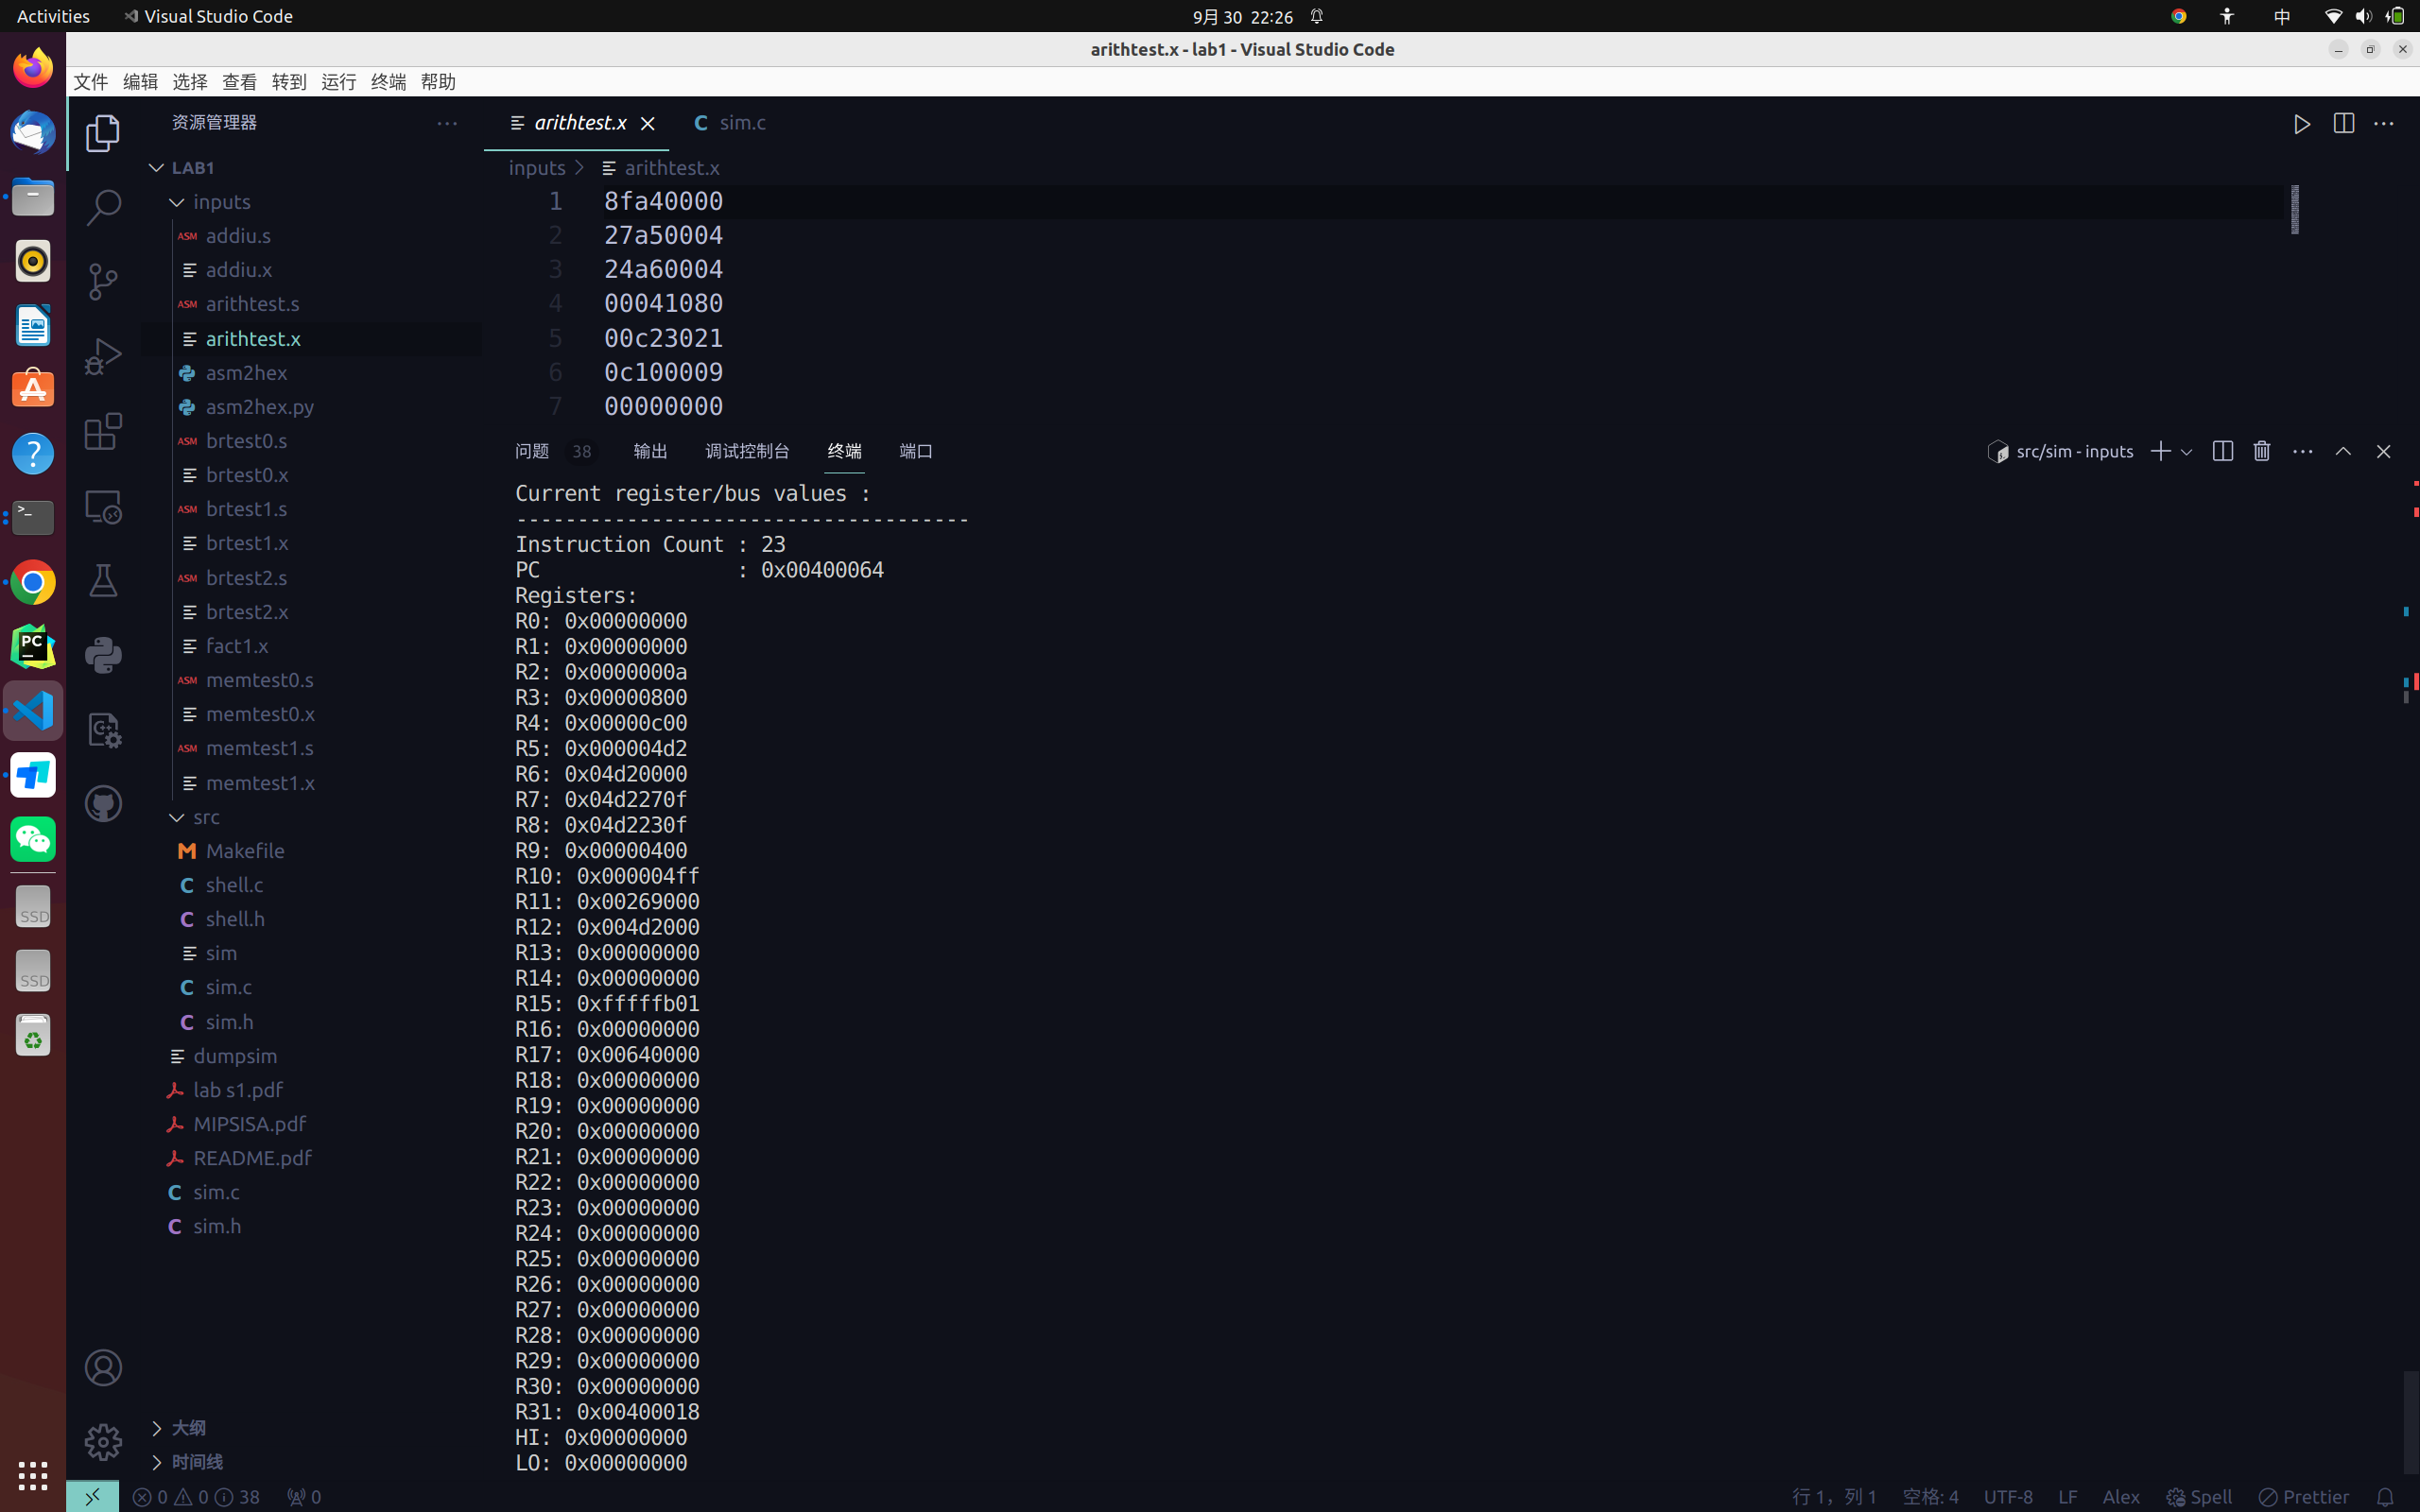 Activities
Visual Studio Code
9月 30 22:26
中
arithtest.x - lab1 - Visual Studio Code
文件 编辑 选择 查看 转到 运行 终端 帮助
资源管理器
LAB1
inputs
ASM addiu.s
addiu.x
ASM arithtest.s
arithtest.x
asm2hex
asm2hex.py
ASM brtest0.s
brtest0.x
ASM brtest1.s
brtest1.x
ASM brtest2.s
brtest2.x
fact1.x
ASM memtest0.s
memtest0.x
ASM memtest1.s
memtest1.x
src
M Makefile
C shell.c
C shell.h
sim
C sim.c
C sim.h
dumpsim
lab s1.pdf
MIPSISA.pdf
README.pdf
C sim.c
C sim.h
大纲
时间线
arithtest.x
C sim.c
inputs > arithtest.x
1 8fa40000
2 27a50004
3 24a60004
4 00041080
5 00c23021
6 0c100009
7 00000000
问题 38 输出 调试控制台 终端 端口
src/sim - inputs
Current register/bus values :
-------------------------------------
Instruction Count : 23
PC : 0x00400064
Registers:
R0: 0x00000000
R1: 0x00000000
R2: 0x0000000a
R3: 0x00000800
R4: 0x00000c00
R5: 0x000004d2
R6: 0x04d20000
R7: 0x04d2270f
R8: 0x04d2230f
R9: 0x00000400
R10: 0x000004ff
R11: 0x00269000
R12: 0x004d2000
R13: 0x00000000
R14: 0x00000000
R15: 0xfffffb01
R16: 0x00000000
R17: 0x00640000
R18: 0x00000000
R19: 0x00000000
R20: 0x00000000
R21: 0x00000000
R22: 0x00000000
R23: 0x00000000
R24: 0x00000000
R25: 0x00000000
R26: 0x00000000
R27: 0x00000000
R28: 0x00000000
R29: 0x00000000
R30: 0x00000000
R31: 0x00400018
HI: 0x00000000
LO: 0x00000000
PC
SSD
SSD
0 0 38 0
行 1，列 1 空格: 4 UTF-8 LF Alex Spell Prettier